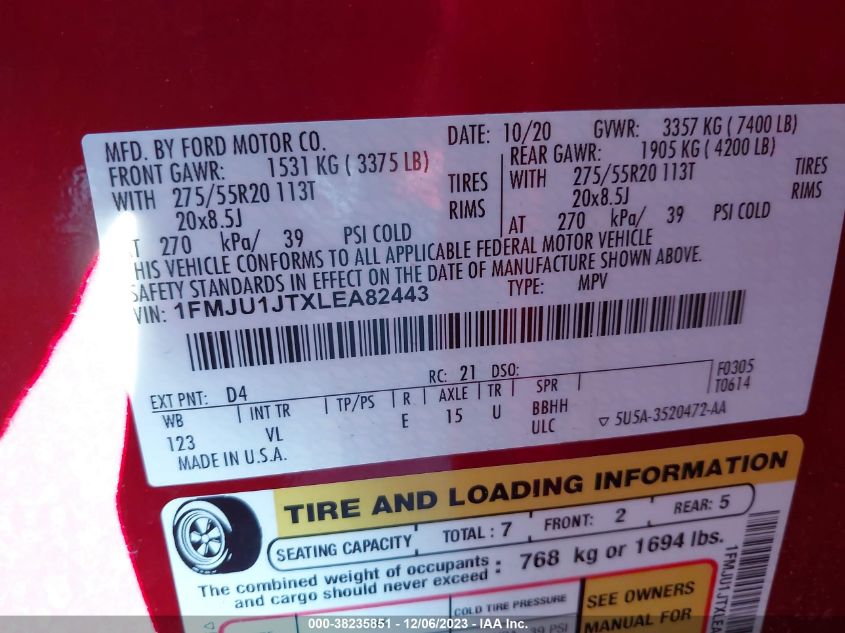 MFD. BY FORD MOTOR CO. DATE: 10/20 GVWR: 3357 KG ( 7400 LB)
FRONT GAWR: 1531 KG ( 3375 LB) REAR GAWR: 1905 KG ( 4200 LB)
WITH 275/55R20 113T TIRES WITH 275/55R20 113T TIRES
20x8.5J RIMS 20x8.5J RIMS
AT 270 kPa/ 39 PSI COLD AT 270 kPa/ 39 PSI COLD
THIS VEHICLE CONFORMS TO ALL APPLICABLE FEDERAL MOTOR VEHICLE
SAFETY STANDARDS IN EFFECT ON THE DATE OF MANUFACTURE SHOWN ABOVE.
VIN: 1FMJU1JTXLEA82443 TYPE: MPV
EXT PNT: D4 RC: 21 DSO: F0305
T0614
WB INT TR TP/PS R AXLE TR SPR
123 VL E 15 U BBHH
ULC 5U5A-3520472-AA
MADE IN U.S.A.
TIRE AND LOADING INFORMATION
SEATING CAPACITY TOTAL : 7 FRONT: 2 REAR: 5
The combined weight of occupants and cargo should never exceed : 768 kg or 1694 lbs.
COLD TIRE PRESSURE
SEE OWNERS
MANUAL FOR
39 PSI
1FMJU1JTXLEA
000-38235851 - 12/06/2023 - IAA Inc.